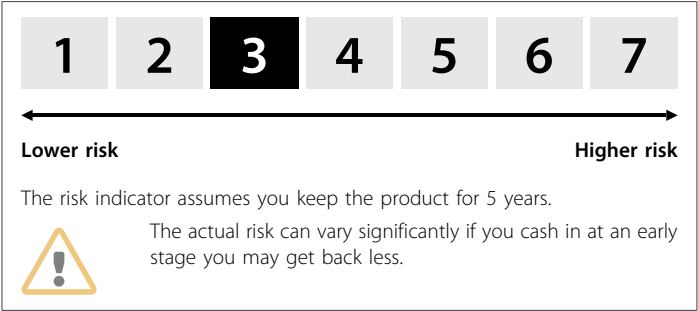 1 2 3 4 5 6 7
Lower risk Higher risk
The risk indicator assumes you keep the product for 5 years.
The actual risk can vary significantly if you cash in at an early
stage you may get back less.